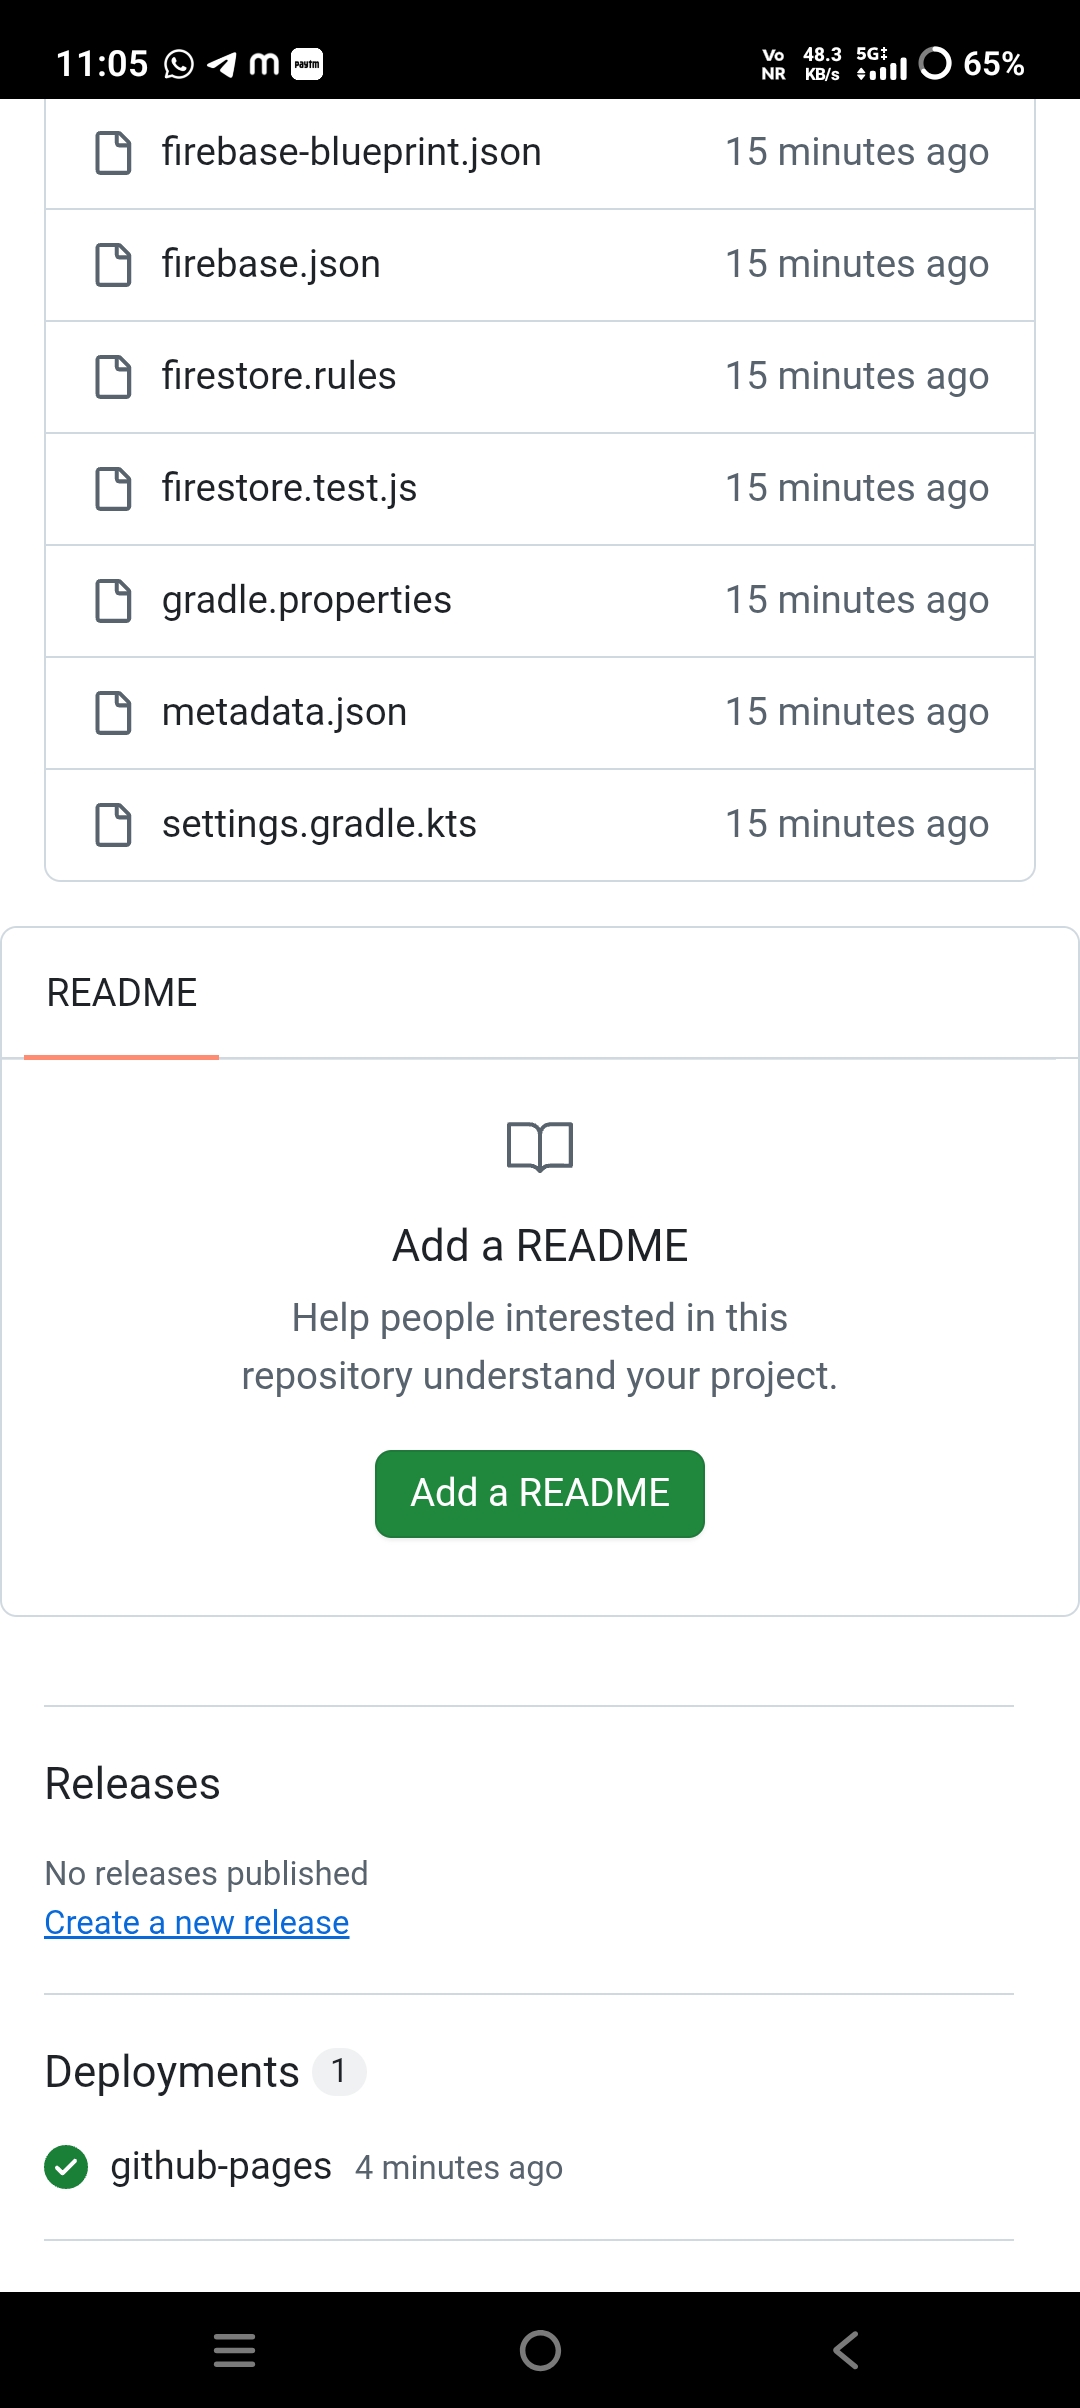 11:05 m paytm Vo NR 48.3 KB/s 5G 65%
firebase-blueprint.json 15 minutes ago
firebase.json 15 minutes ago
firestore.rules 15 minutes ago
firestore.test.js 15 minutes ago
gradle.properties 15 minutes ago
metadata.json 15 minutes ago
settings.gradle.kts 15 minutes ago
README
Add a README
Help people interested in this
repository understand your project.
Add a README
Releases
No releases published
Create a new release
Deployments 1
github-pages 4 minutes ago